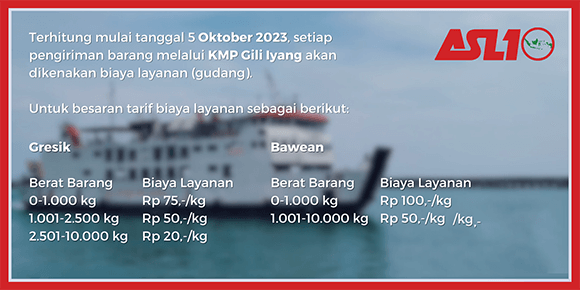 Terhitung mulai tanggal 5 Oktober 2023, setiap
pengiriman barang melalui KMP Gili Iyang akan
dikenakan biaya layanan (gudang).
ASL10
Untuk besaran tarif biaya layanan sebagai berikut:
Gresik
Berat Barang Biaya Layanan
0-1.000 kg Rp 75,-/kg
1.001-2.500 kg Rp 50,-/kg
2.501-10.000 kg Rp 20,-/kg
Bawean
Berat Barang Biaya Layanan
0-1.000 kg Rp 100,-/kg
1.001-10.000 kg Rp 50,-/kg /kg,-